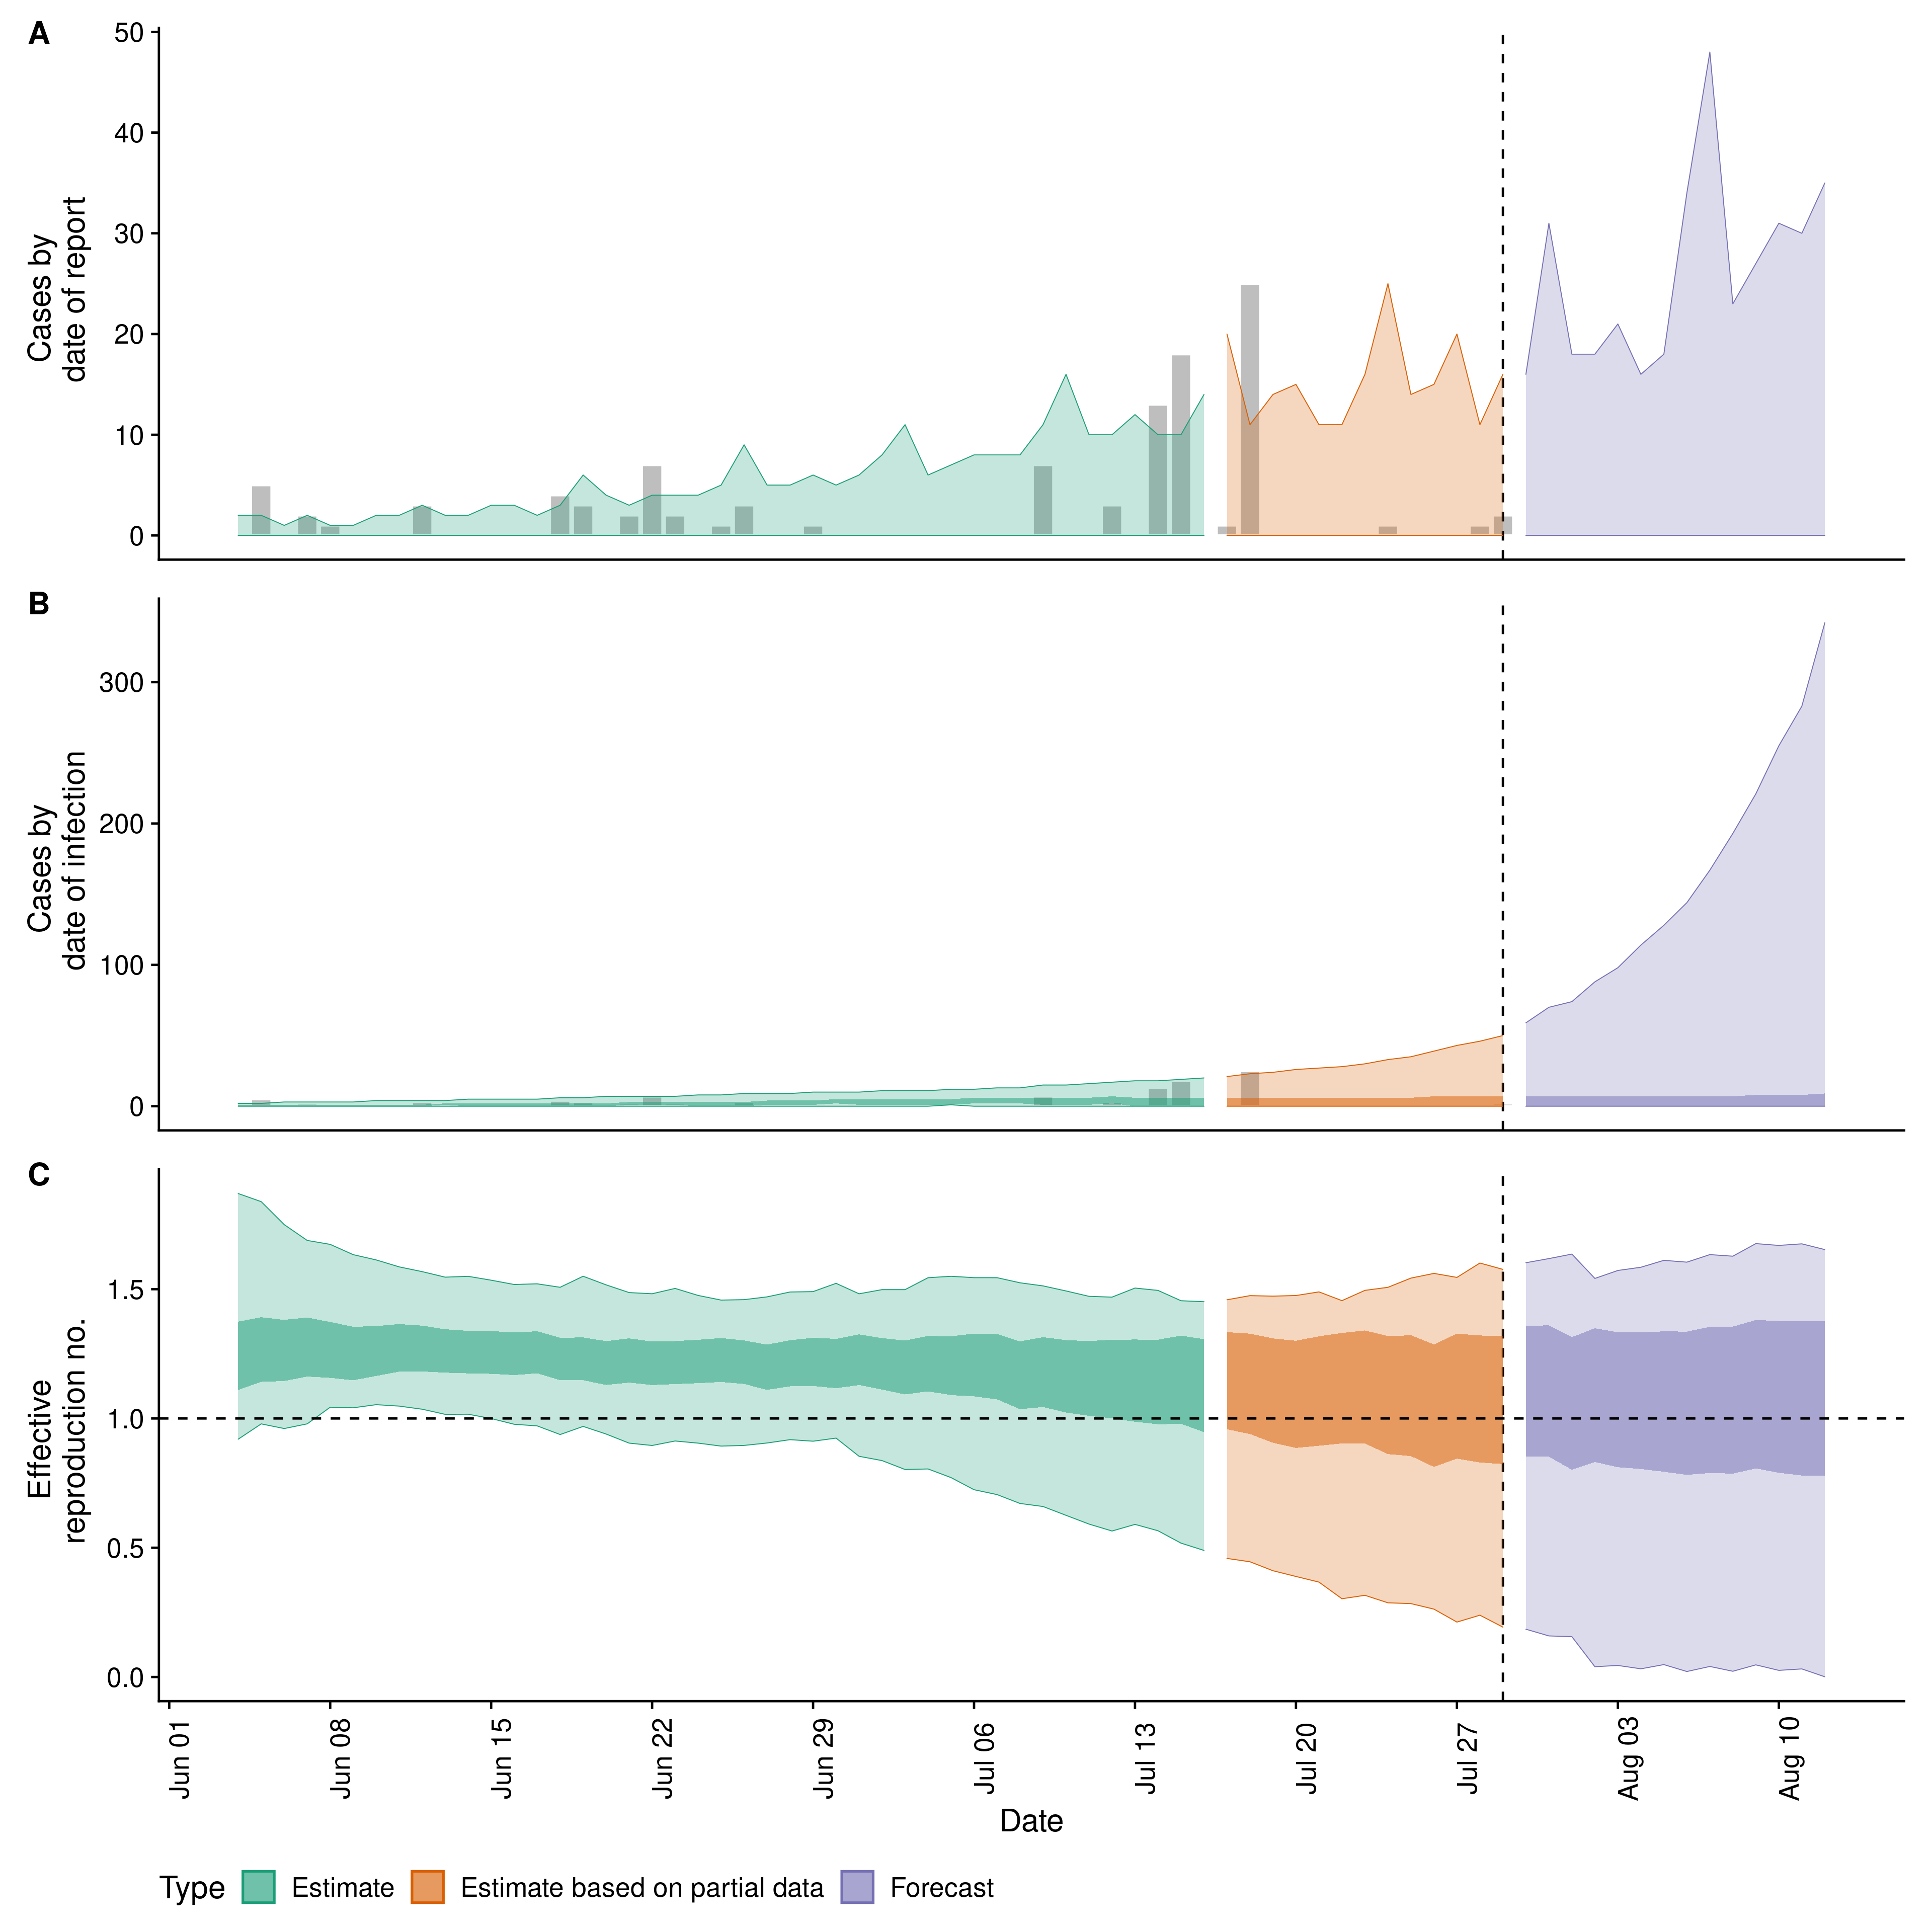 A
50
40
30
20
10
0
Cases by
date of report
B
300
200
100
0
Cases by
date of infection
C
1.5
1.0
0.5
0.0
Effective
reproduction no.
Jun 01
Jun 08
Jun 15
Jun 22
Jun 29
Jul 06
Jul 13
Jul 20
Jul 27
Aug 03
Aug 10
Date
Type Estimate Estimate based on partial data Forecast